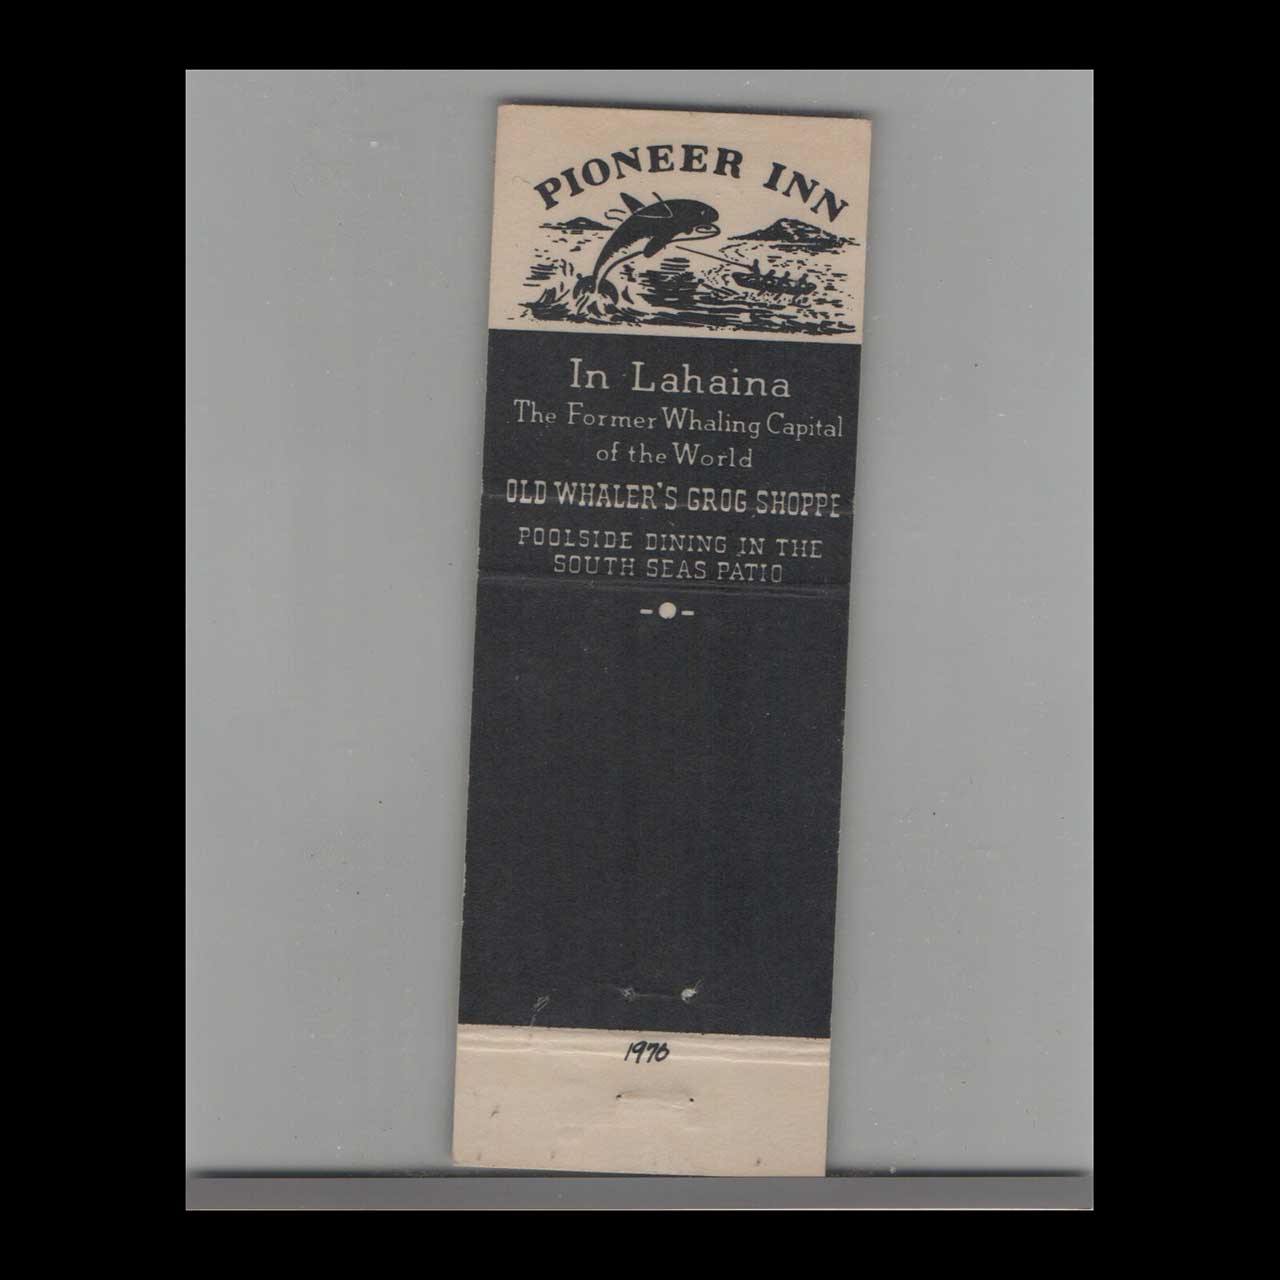 PIONEER INN
In Lahaina
The Former Whaling Capital
of the World
OLD WHALER'S GROG SHOPPE
POOLSIDE DINING IN THE
SOUTH SEAS PATIO
1976